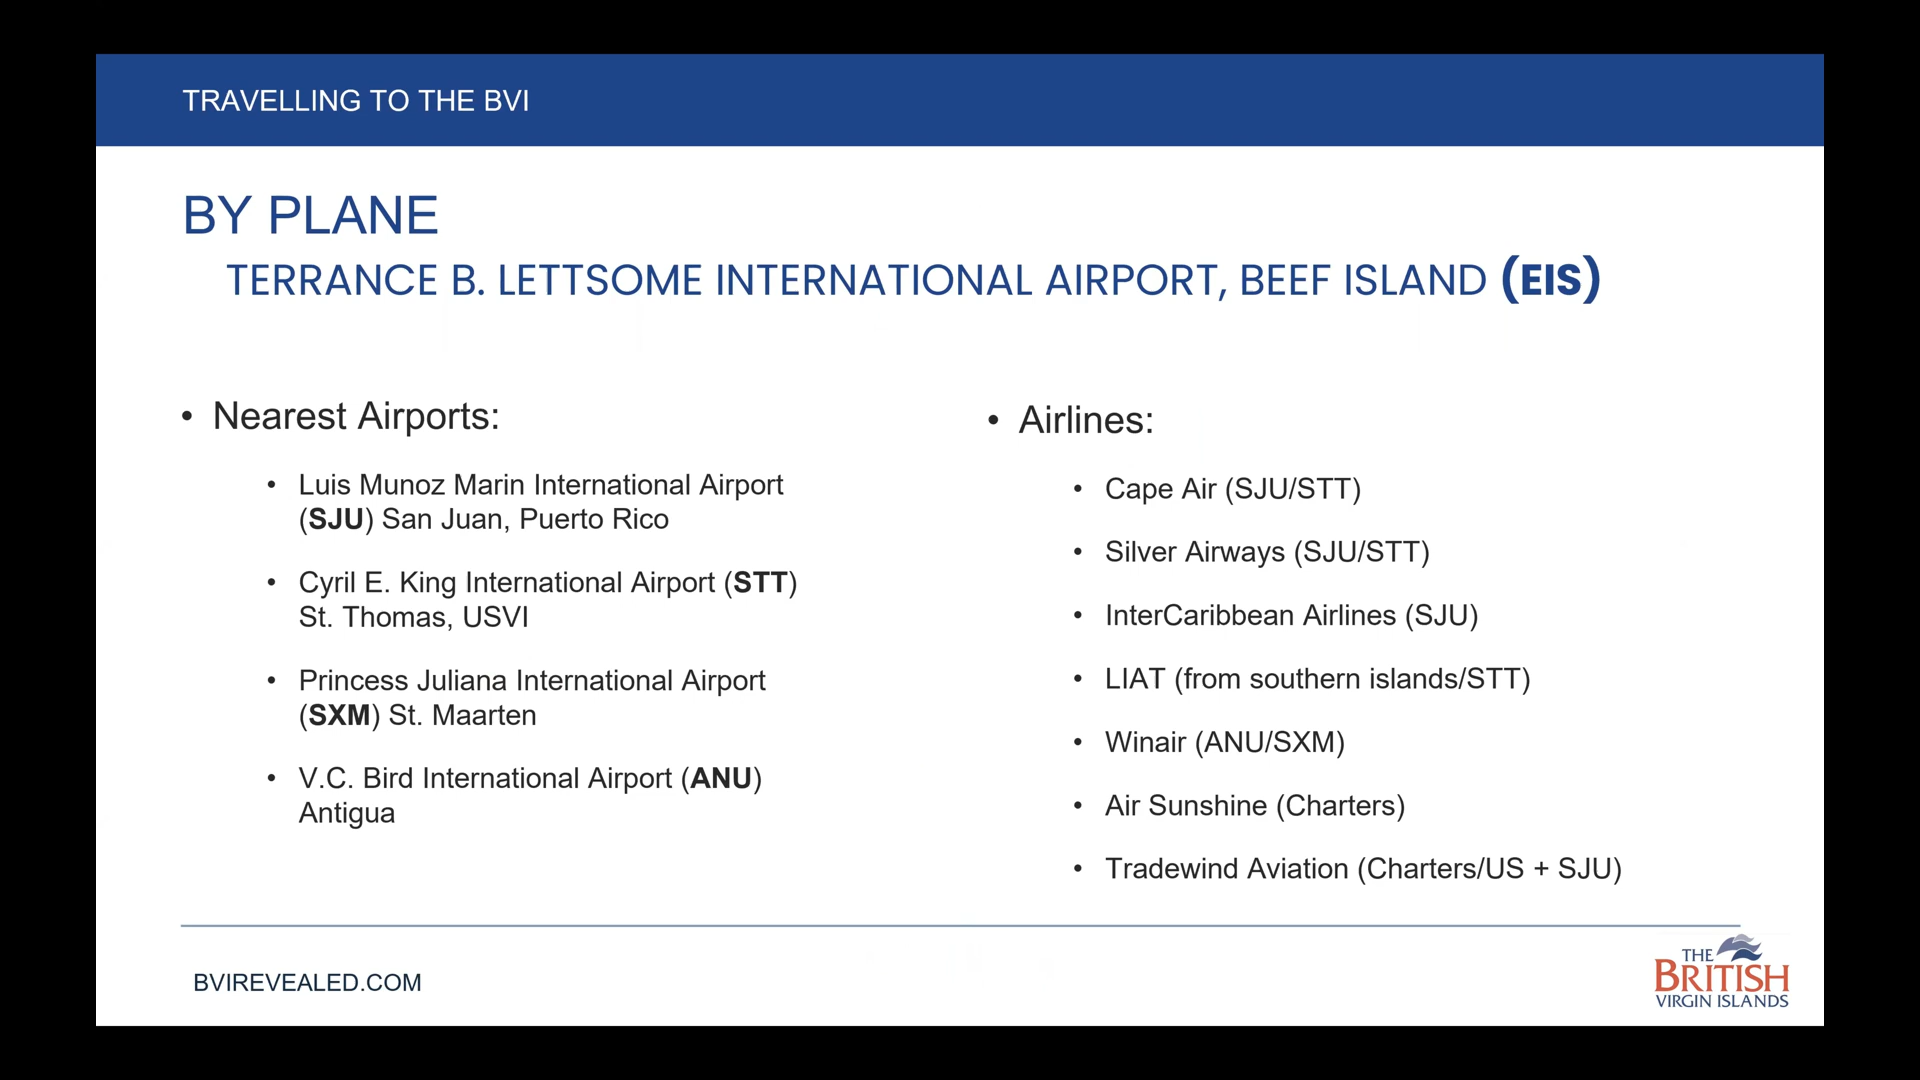 TRAVELLING TO THE BVI
BY PLANE
TERRANCE B. LETTSOME INTERNATIONAL AIRPORT, BEEF ISLAND (EIS)
• Nearest Airports:
• Luis Munoz Marin International Airport
(SJU) San Juan, Puerto Rico
• Cyril E. King International Airport (STT)
St. Thomas, USVI
• Princess Juliana International Airport
(SXM) St. Maarten
• V.C. Bird International Airport (ANU)
Antigua
• Airlines:
• Cape Air (SJU/STT)
• Silver Airways (SJU/STT)
• InterCaribbean Airlines (SJU)
• LIAT (from southern islands/STT)
• Winair (ANU/SXM)
• Air Sunshine (Charters)
• Tradewind Aviation (Charters/US + SJU)
BVIREVEALED.COM
THE
BRITISH
VIRGIN ISLANDS